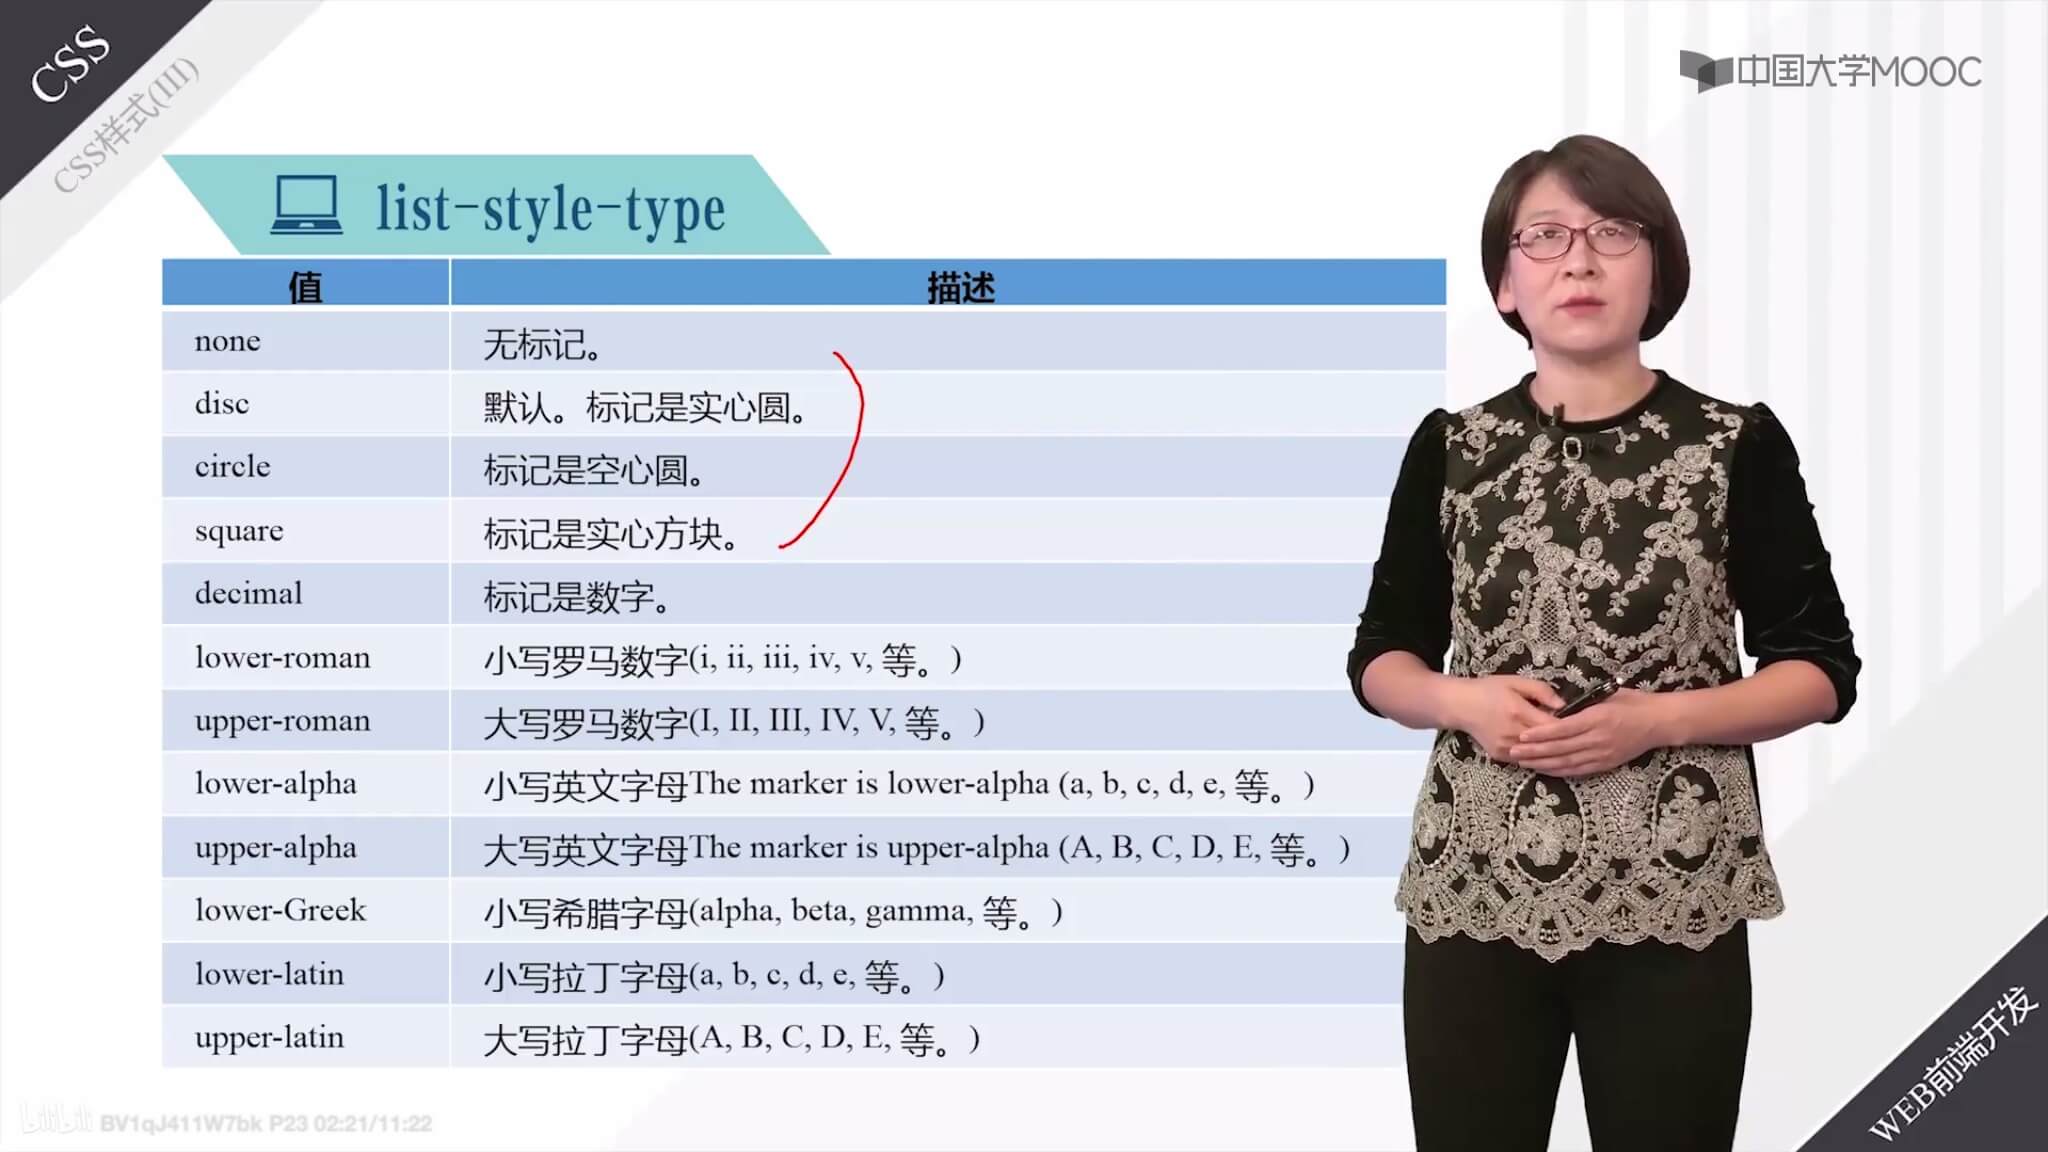 CSS
CSS样式(III)
中国大学MOOC
list-style-type
值 描述
none 无标记。
disc 默认。标记是实心圆。
circle 标记是空心圆。
square 标记是实心方块。
decimal 标记是数字。
lower-roman 小写罗马数字(i, ii, iii, iv, v, 等。)
upper-roman 大写罗马数字(I, II, III, IV, V, 等。)
lower-alpha 小写英文字母The marker is lower-alpha (a, b, c, d, e, 等。)
upper-alpha 大写英文字母The marker is upper-alpha (A, B, C, D, E, 等。)
lower-Greek 小写希腊字母(alpha, beta, gamma, 等。)
lower-latin 小写拉丁字母(a, b, c, d, e, 等。)
upper-latin 大写拉丁字母(A, B, C, D, E, 等。)
WEB前端开发
bilibili BV1qJ411W7bk P23 02:21/11:22